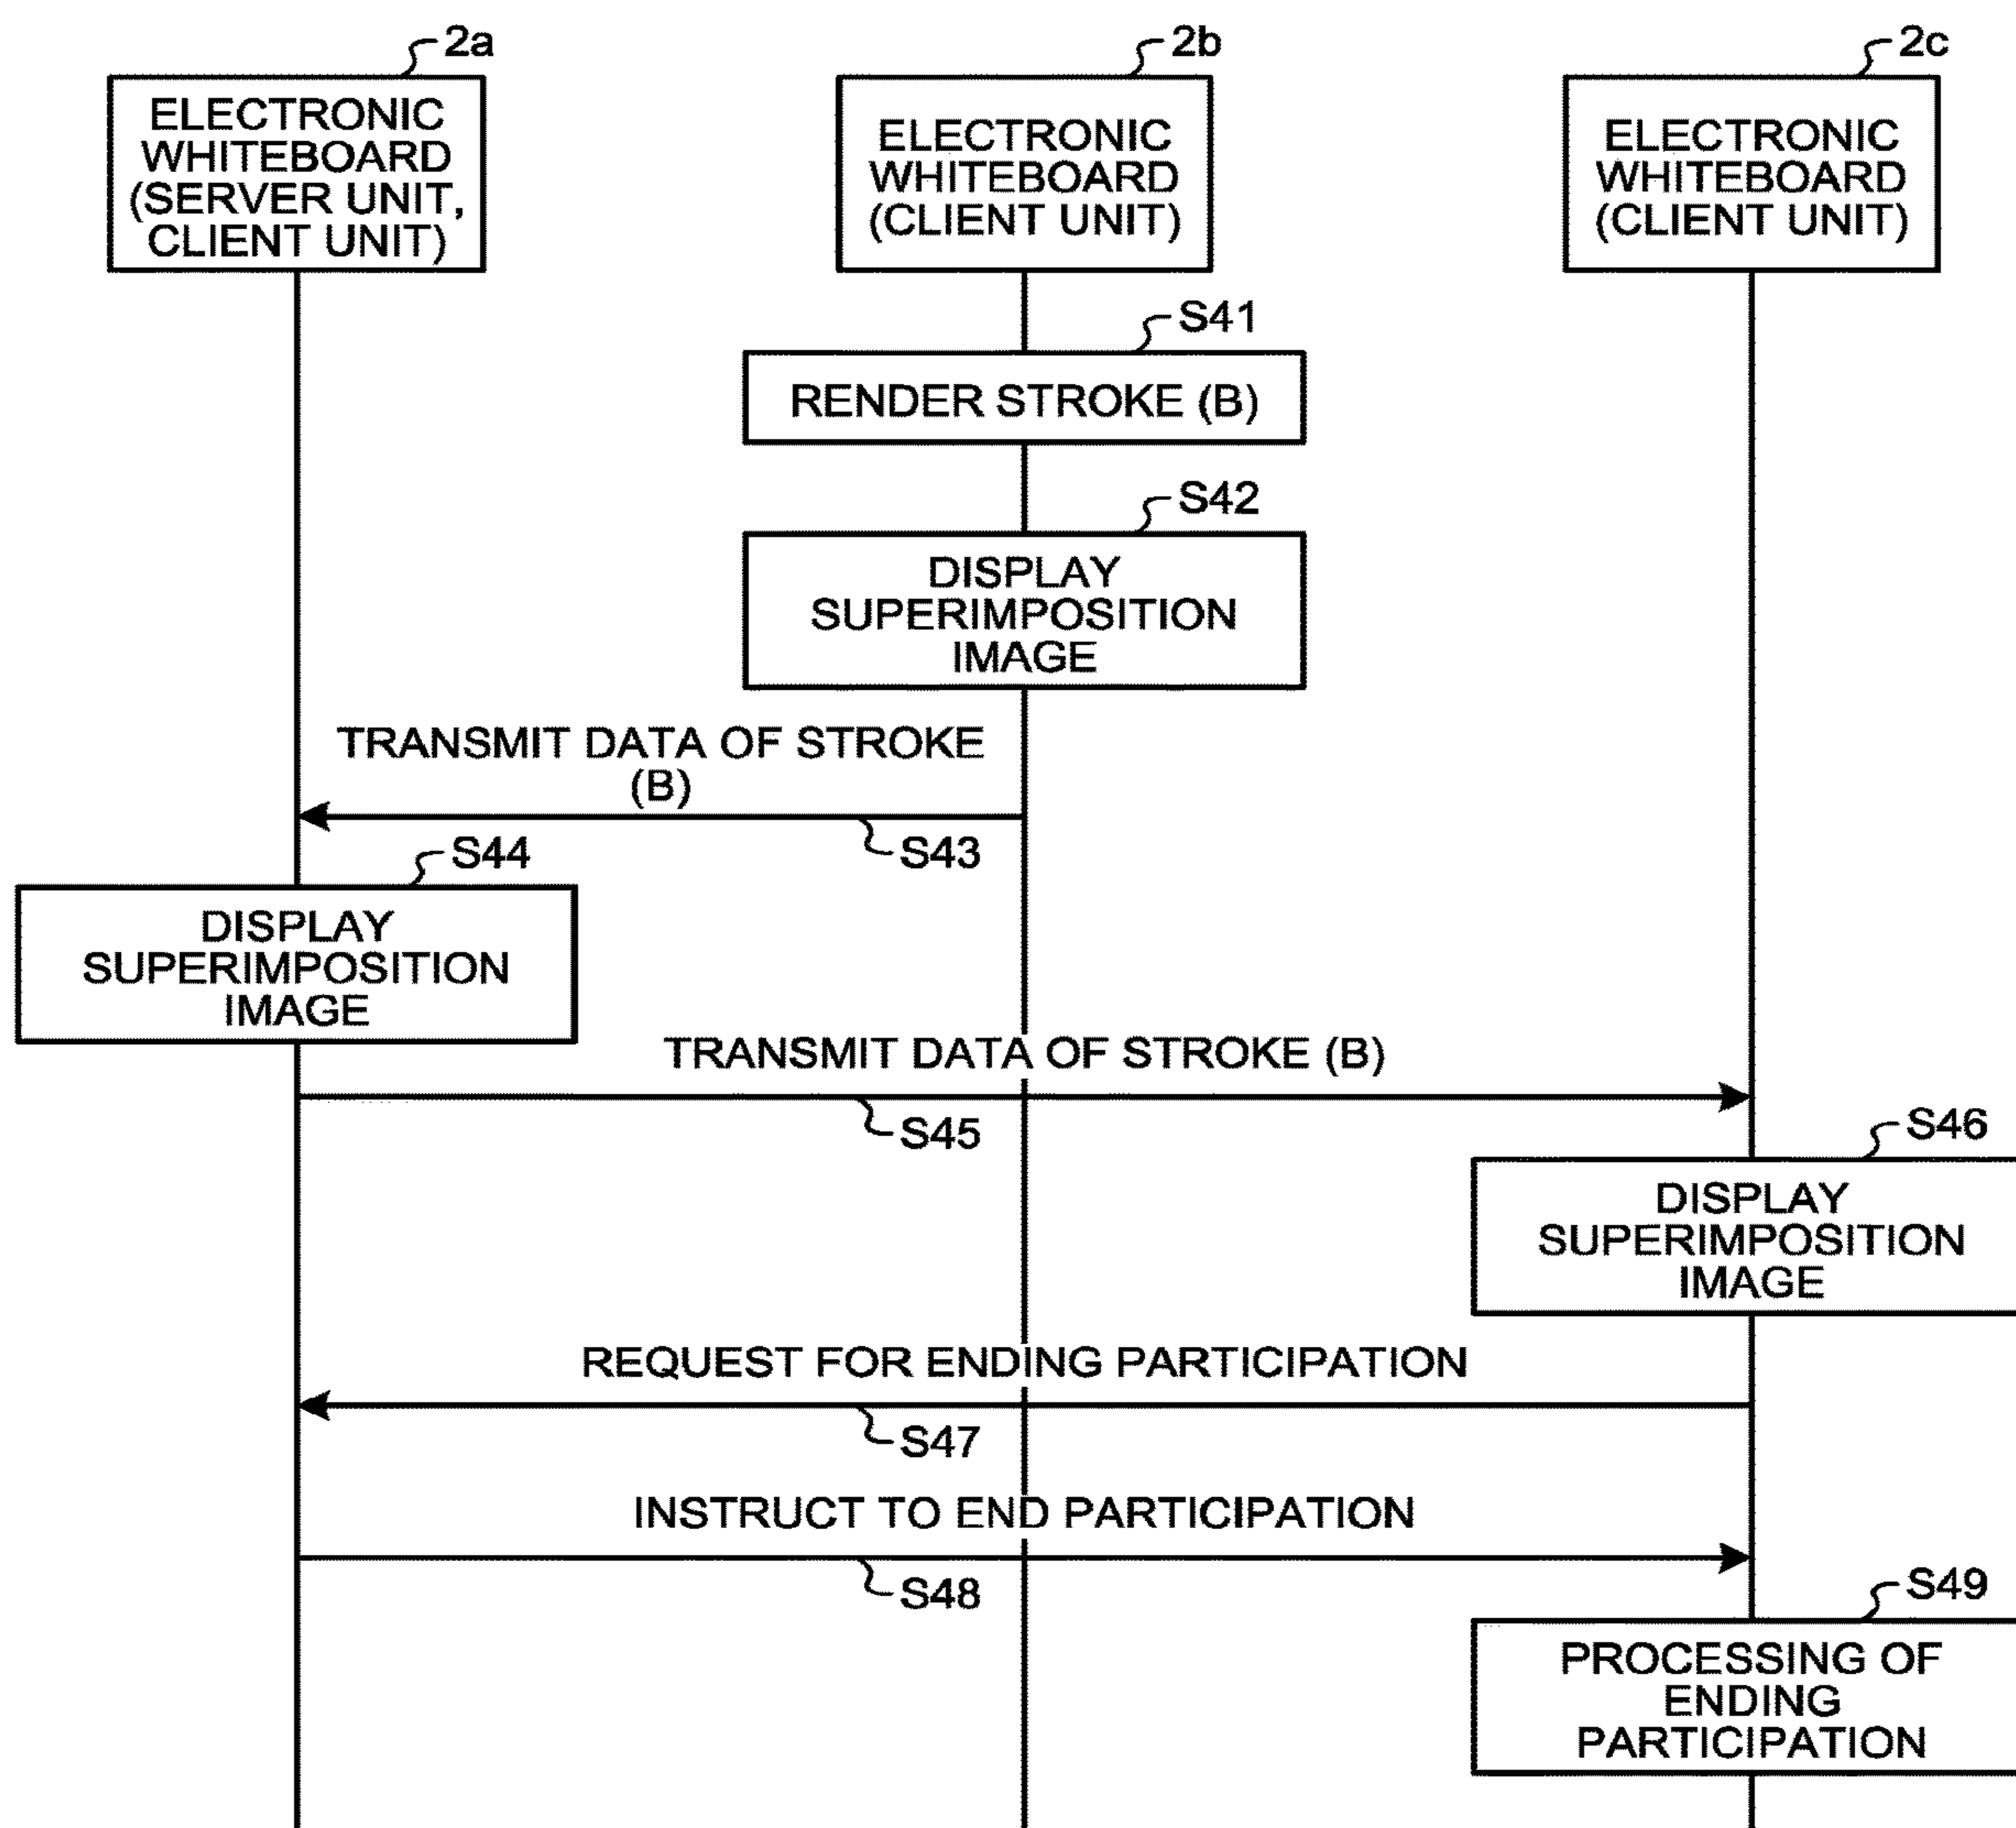 2a
ELECTRONIC
WHITEBOARD
(SERVER UNIT,
CLIENT UNIT)
2b
ELECTRONIC
WHITEBOARD
(CLIENT UNIT)
2c
ELECTRONIC
WHITEBOARD
(CLIENT UNIT)
S41
RENDER STROKE (B)
S42
DISPLAY
SUPERIMPOSITION
IMAGE
TRANSMIT DATA OF STROKE
(B)
S43
S44
DISPLAY
SUPERIMPOSITION
IMAGE
TRANSMIT DATA OF STROKE (B)
S45
S46
DISPLAY
SUPERIMPOSITION
IMAGE
REQUEST FOR ENDING PARTICIPATION
S47
INSTRUCT TO END PARTICIPATION
S48
S49
PROCESSING OF
ENDING
PARTICIPATION